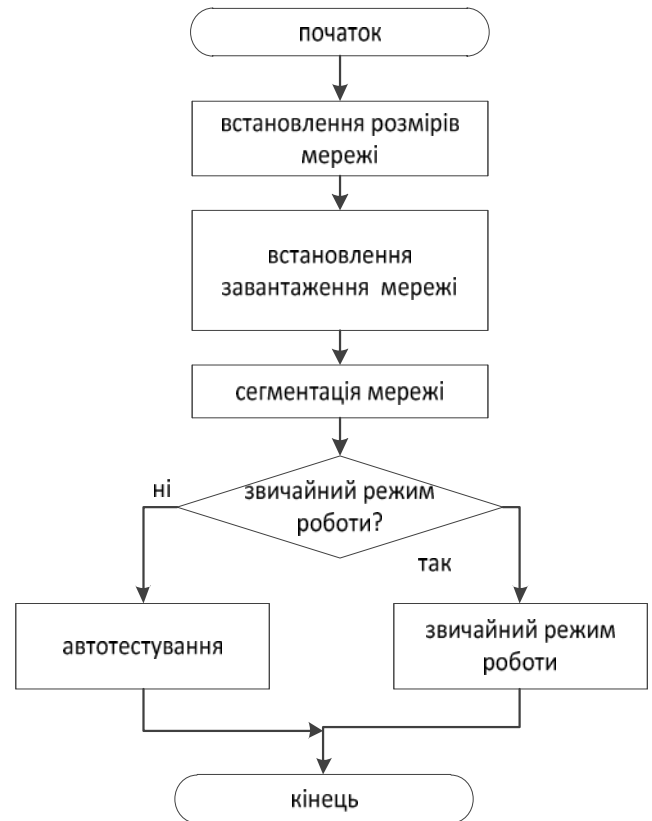 початок
встановлення розмірів
мережі
встановлення
завантаження мережі
сегментація мережі
звичайний режим
роботи?
ні
так
автотестування
звичайний режим
роботи
кінець